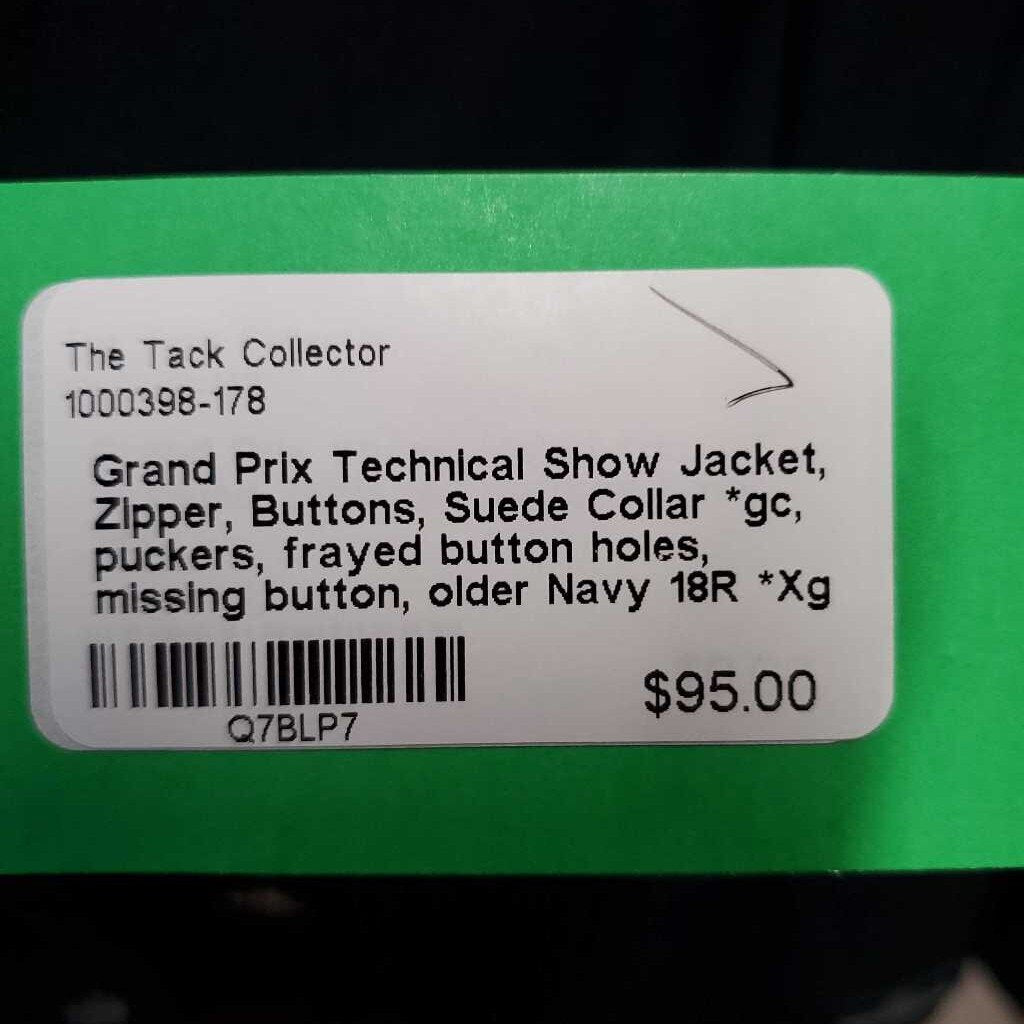 The Tack Collector
1000398-178
Grand Prix Technical Show Jacket,
Zipper, Buttons, Suede Collar *gc,
puckers, frayed button holes,
missing button, older Navy 18R *Xg
Q7BLP7
$95.00